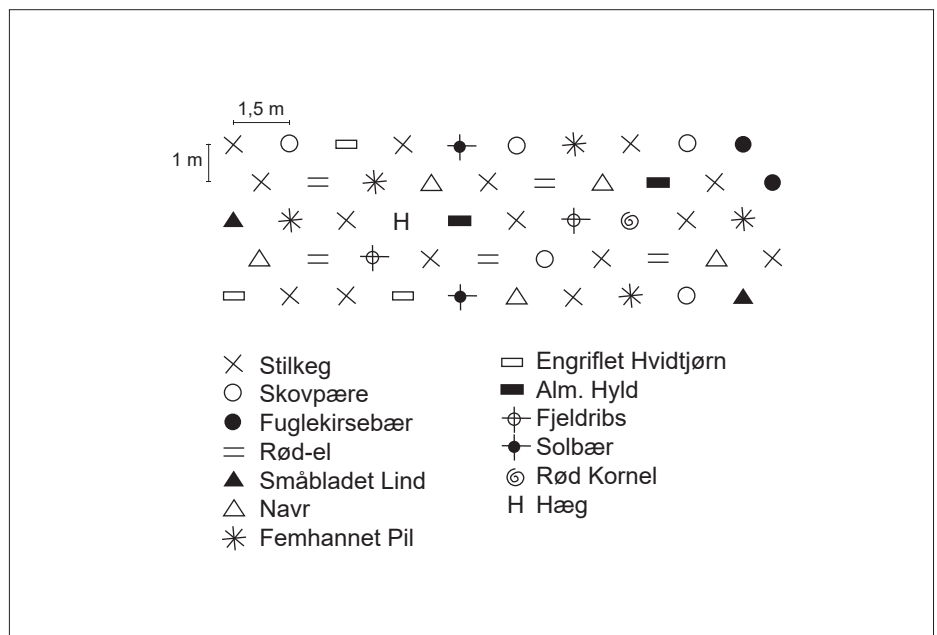 1,5 m
1 m
H
Stilkeg
Skovpære
Fuglekirsebær
Rød-el
Småbladet Lind
Navr
Femhannet Pil
Engriflet Hvidtjørn
Alm. Hyld
Fjeldribs
Solbær
Rød Kornel
H Hæg